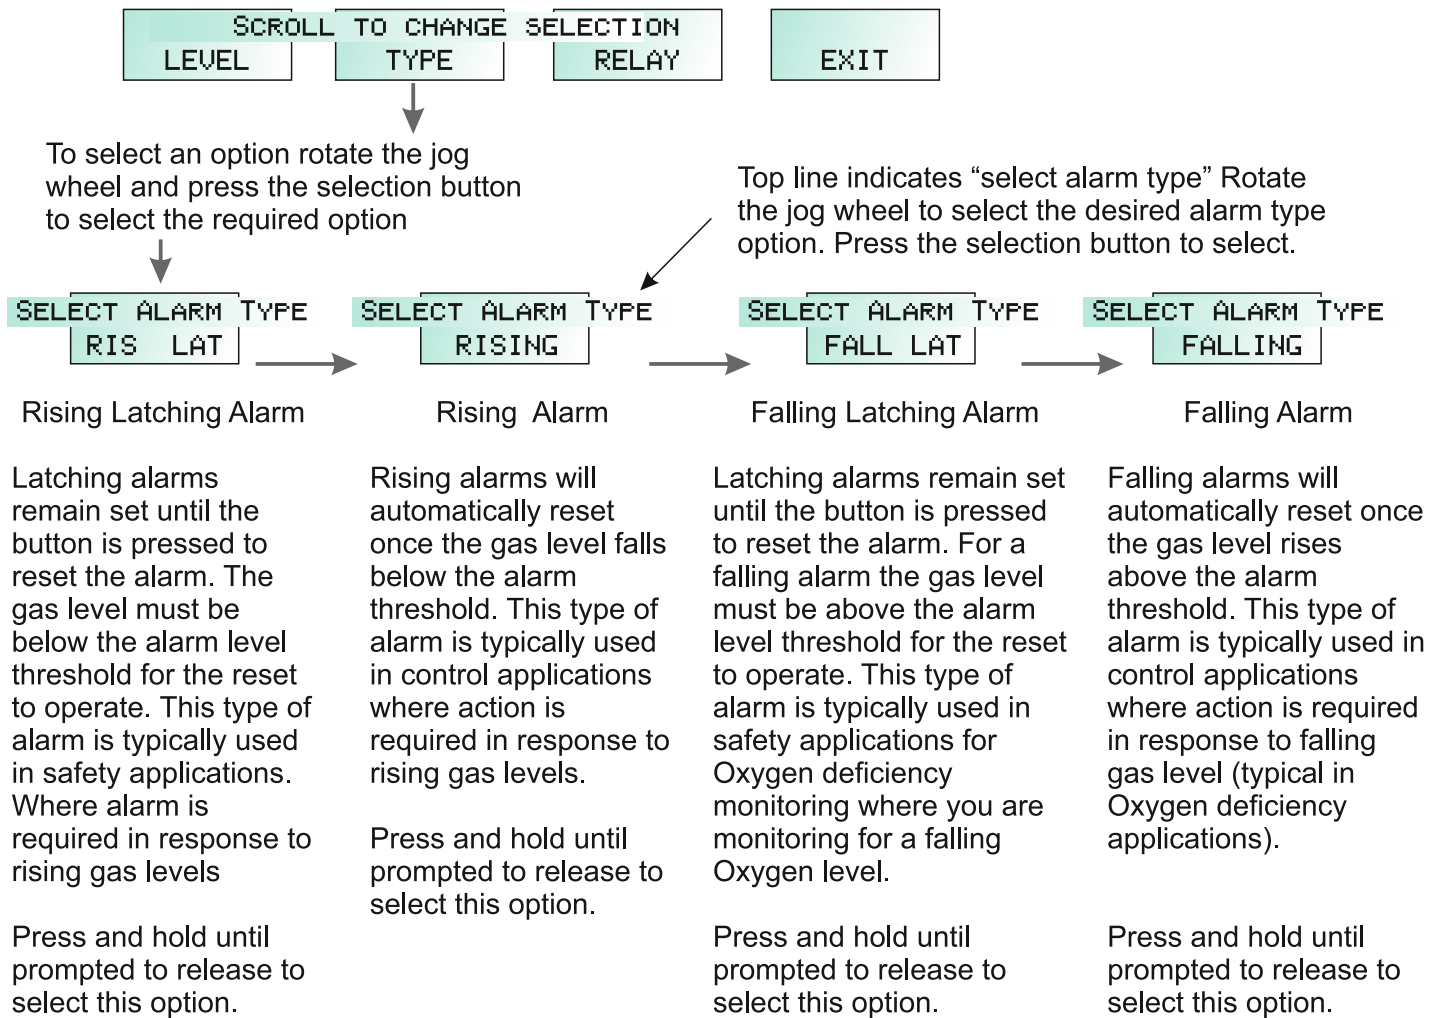 SCROLL TO CHANGE SELECTION
LEVEL TYPE RELAY EXIT
To select an option rotate the jog
wheel and press the selection button
to select the required option
Top line indicates “select alarm type” Rotate
the jog wheel to select the desired alarm type
option. Press the selection button to select.
SELECT ALARM TYPE
RIS LAT
SELECT ALARM TYPE
RISING
SELECT ALARM TYPE
FALL LAT
SELECT ALARM TYPE
FALLING
Rising Latching Alarm
Latching alarms
remain set until the
button is pressed to
reset the alarm. The
gas level must be
below the alarm level
threshold for the reset
to operate. This type of
alarm is typically used
in safety applications.
Where alarm is
required in response to
rising gas levels
Press and hold until
prompted to release to
select this option.
Rising Alarm
Rising alarms will
automatically reset
once the gas level falls
below the alarm
threshold. This type of
alarm is typically used
in control applications
where action is
required in response to
rising gas levels.
Press and hold until
prompted to release to
select this option.
Falling Latching Alarm
Latching alarms remain set
until the button is pressed
to reset the alarm. For a
falling alarm the gas level
must be above the alarm
level threshold for the reset
to operate. This type of
alarm is typically used in
safety applications for
Oxygen deficiency
monitoring where you are
monitoring for a falling
Oxygen level.
Press and hold until
prompted to release to
select this option.
Falling Alarm
Falling alarms will
automatically reset once
the gas level rises
above the alarm
threshold. This type of
alarm is typically used in
control applications
where action is required
in response to falling
gas level (typical in
Oxygen deficiency
applications).
Press and hold until
prompted to release to
select this option.